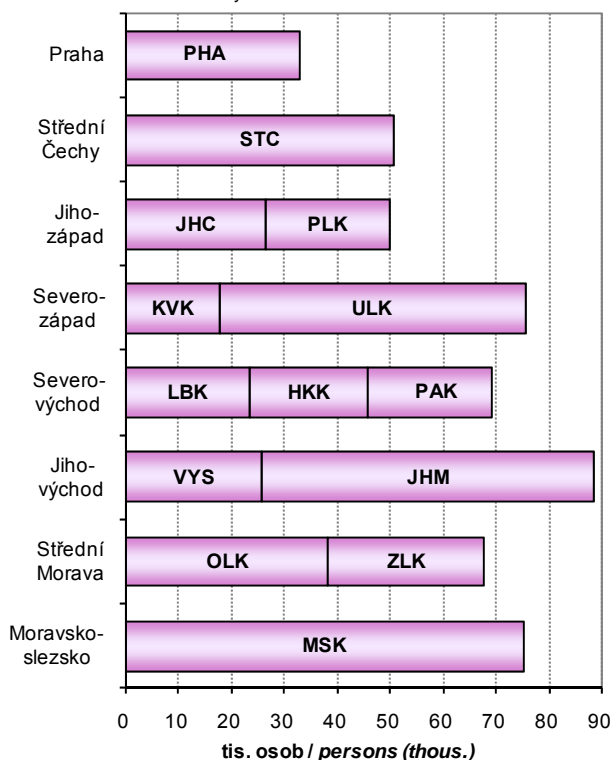 Praha
PHA
Střední
Čechy
STC
Jiho-
západ
JHC PLK
Severo-
západ
KVK ULK
Severo-
východ
LBK HKK PAK
Jiho-
východ
VYS JHM
Střední
Morava
OLK ZLK
Moravsko-
slezsko
MSK
0 10 20 30 40 50 60 70 80 90
tis. osob / persons (thous.)